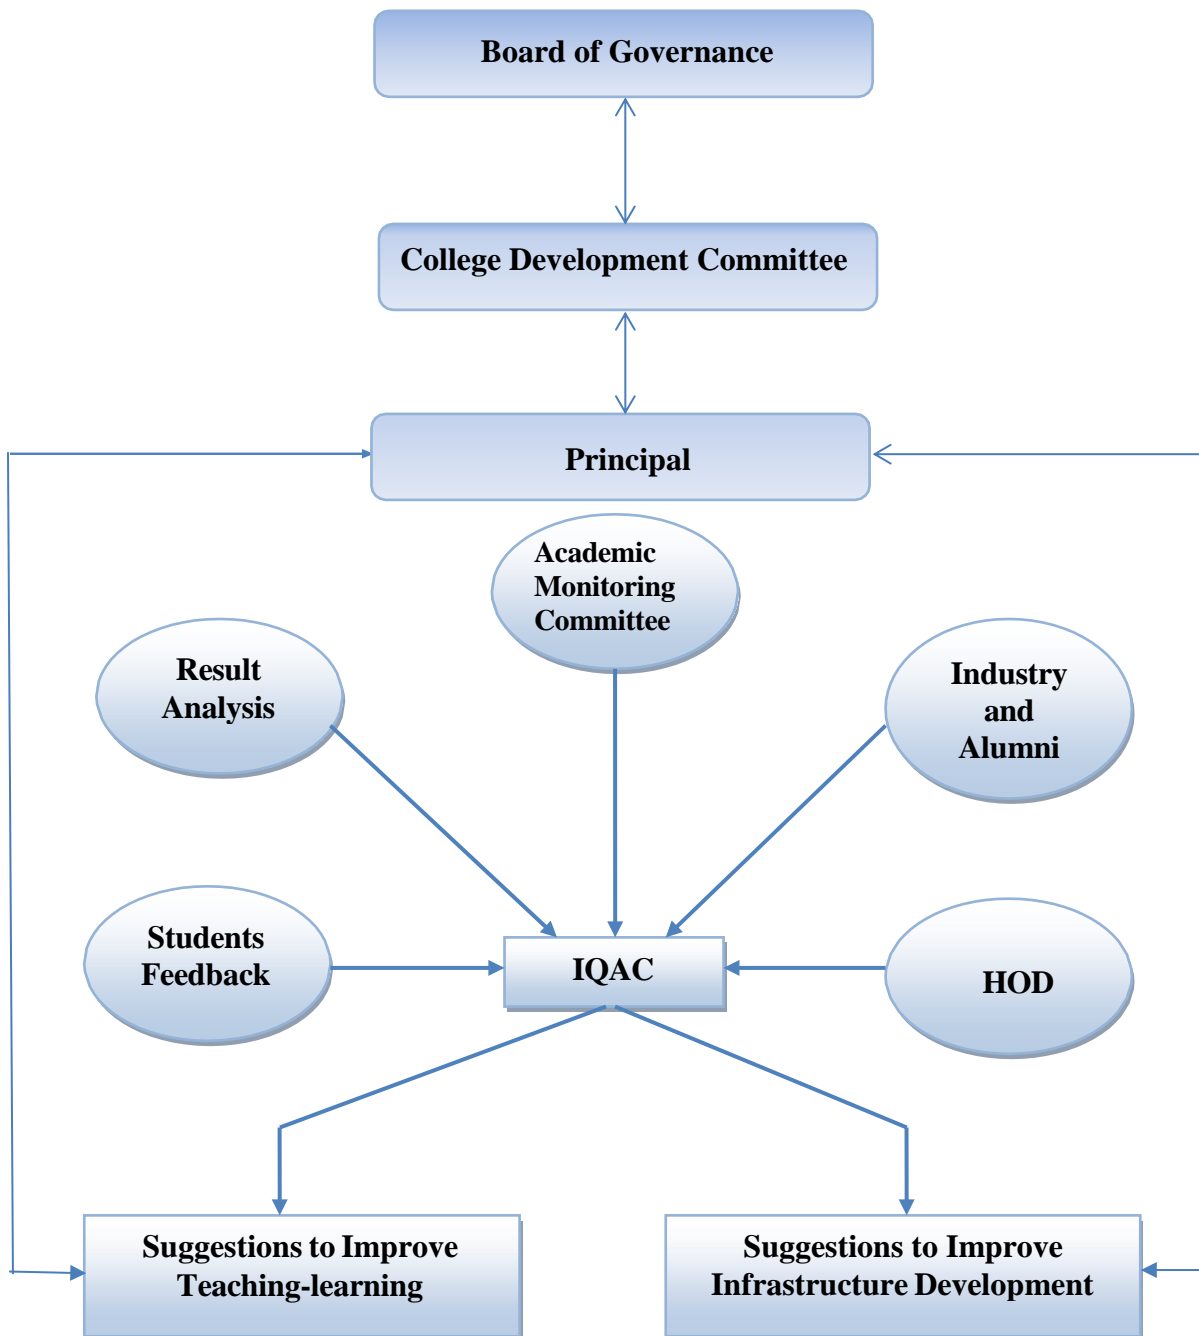 Board of Governance
College Development Committee
Principal
Academic
Monitoring
Committee
Result
Analysis
Industry
and
Alumni
Students
Feedback
IQAC
HOD
Suggestions to Improve
Teaching-learning
Suggestions to Improve
Infrastructure Development